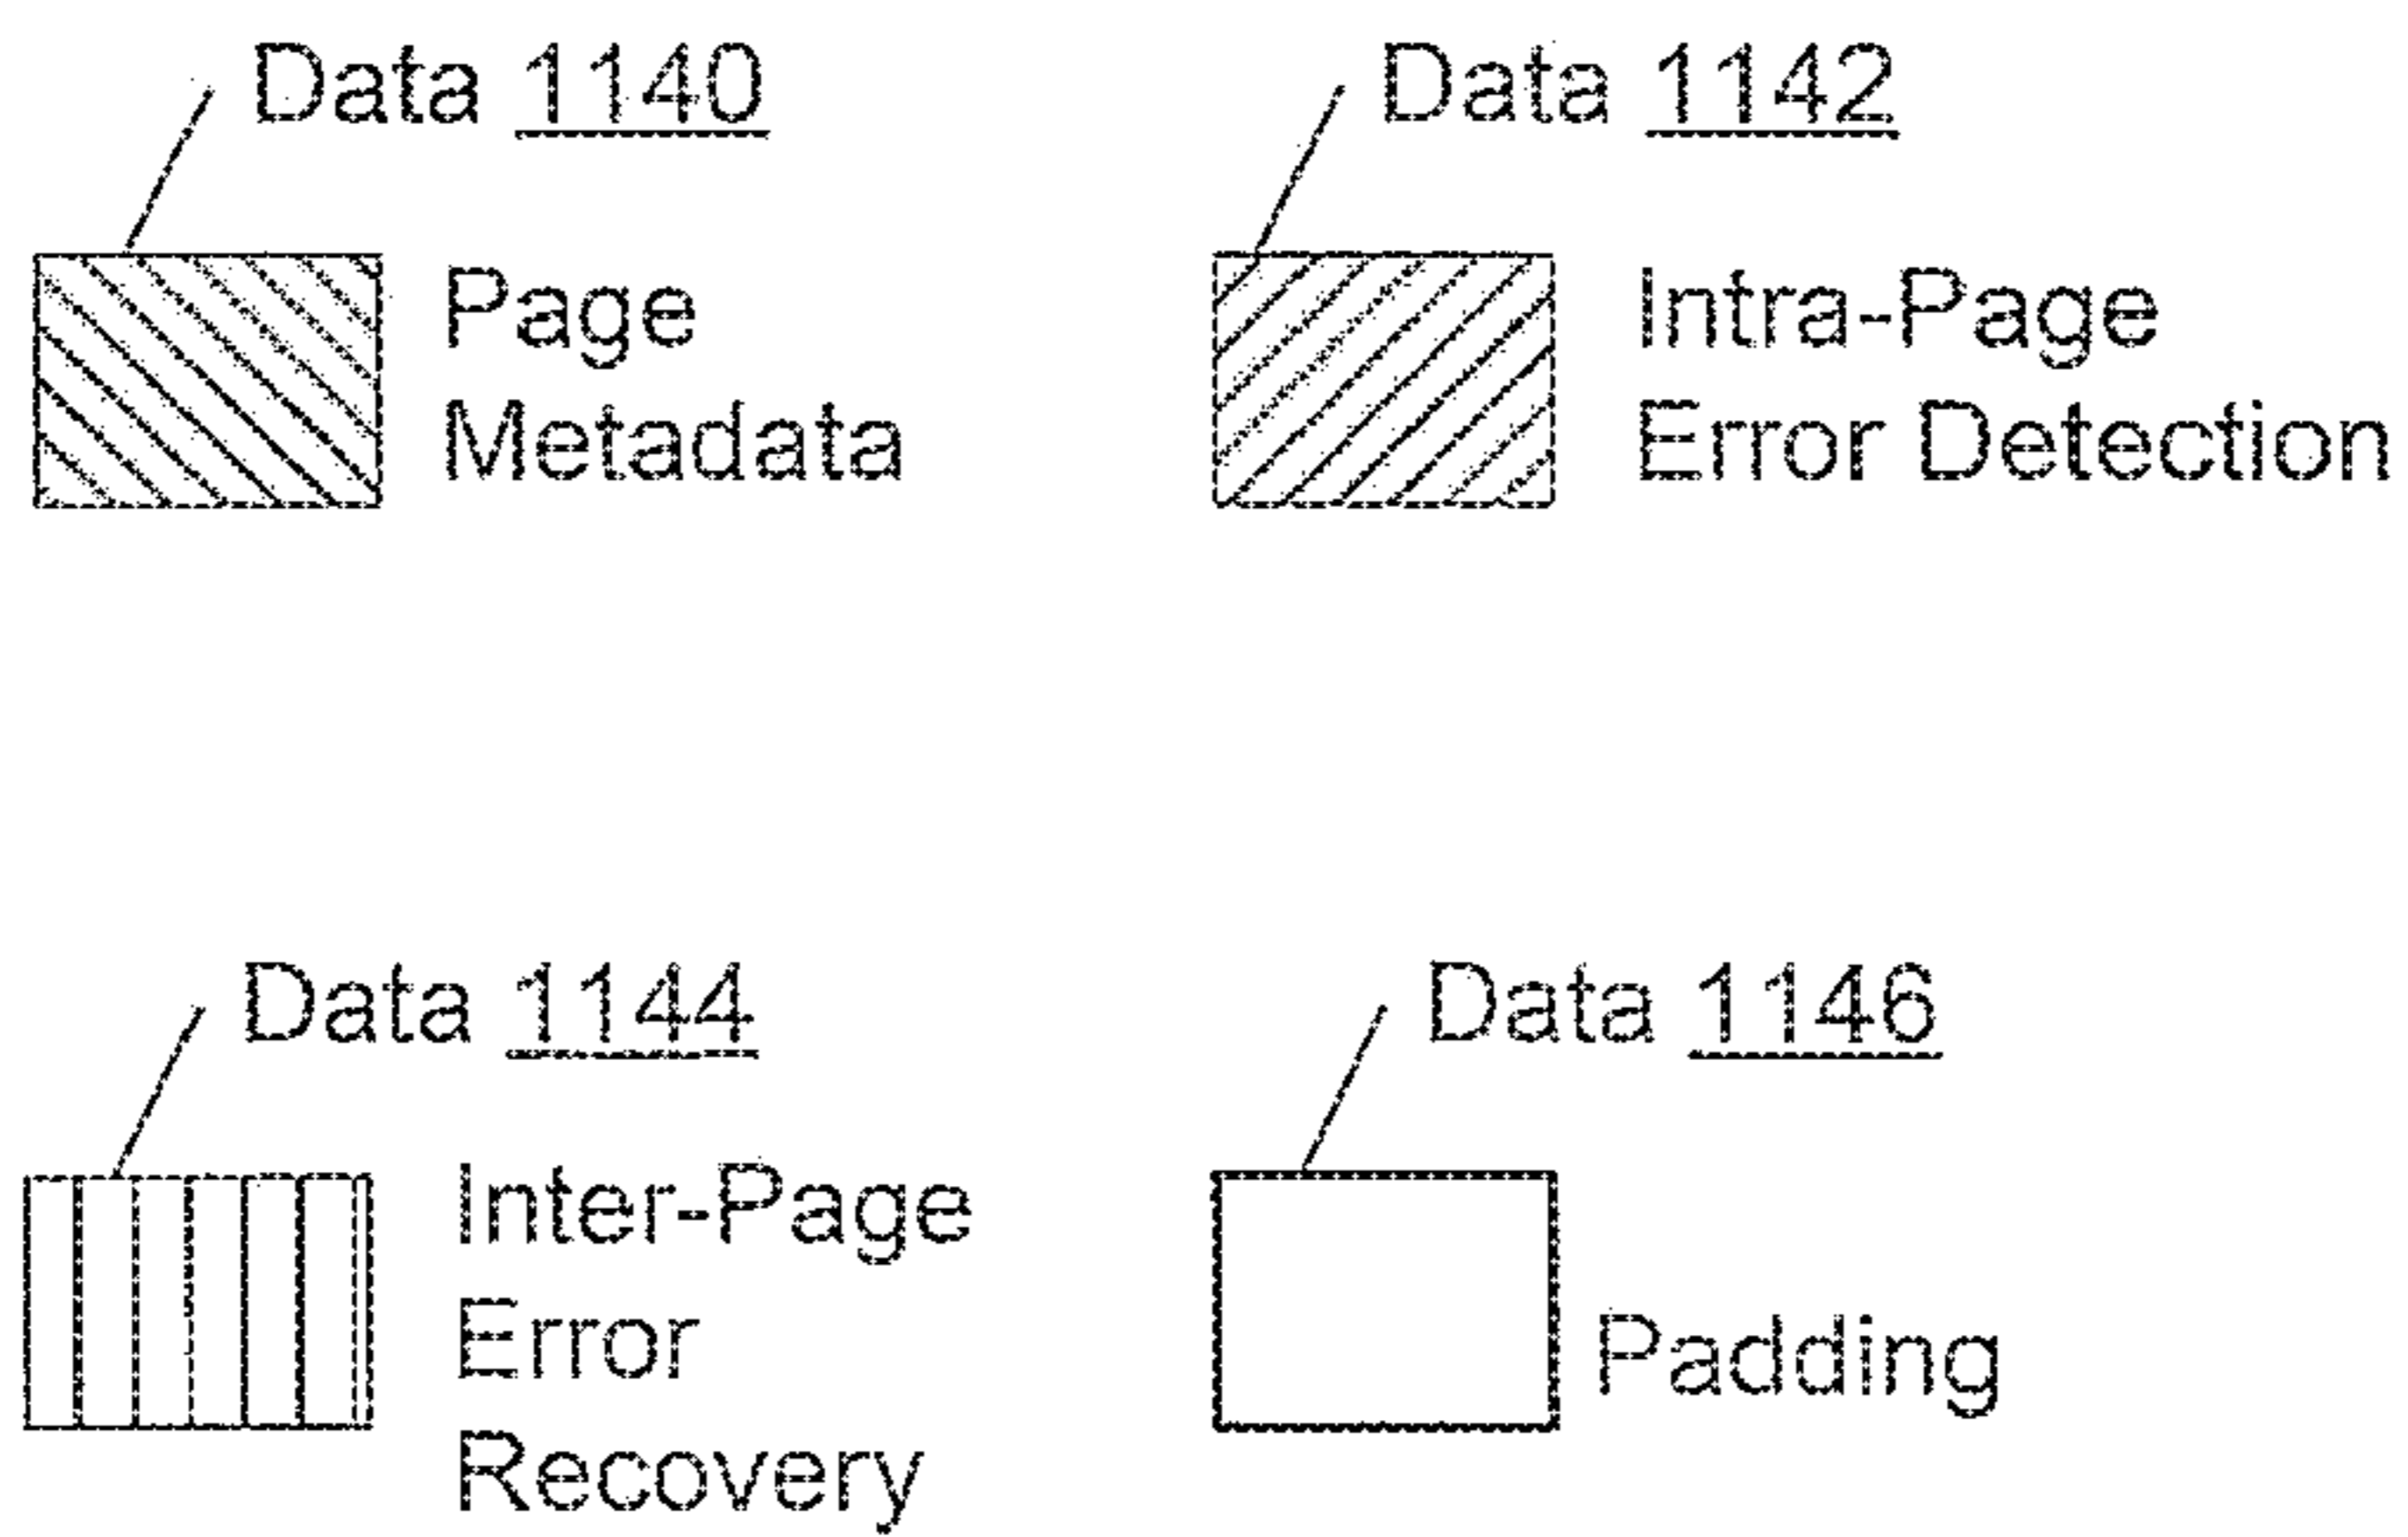 Data 1140
Page
Metadata
Data 1142
Intra-Page
Error Detection
Data 1144
Inter-Page
Error
Recovery
Data 1146
Padding